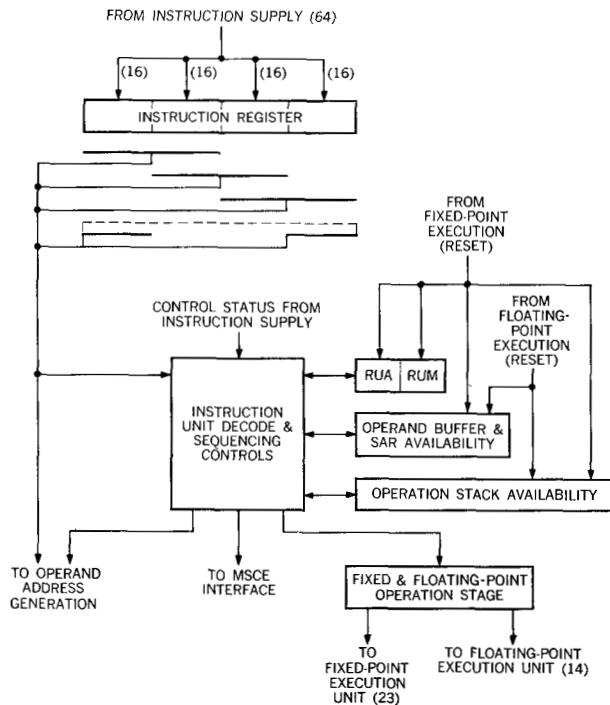 FROM INSTRUCTION SUPPLY (64)
(16) (16) (16) (16)
INSTRUCTION REGISTER
FROM
FIXED-POINT
EXECUTION
(RESET)
FROM
FLOATING-
POINT
EXECUTION
(RESET)
CONTROL STATUS FROM
INSTRUCTION SUPPLY
RUA RUM
INSTRUCTION
UNIT DECODE &
SEQUENCING
CONTROLS
OPERAND BUFFER &
SAR AVAILABILITY
OPERATION STACK AVAILABILITY
TO OPERAND
ADDRESS
GENERATION
TO MSCE
INTERFACE
FIXED & FLOATING-POINT
OPERATION STAGE
TO
FIXED-POINT
EXECUTION
UNIT (23)
TO FLOATING-POINT
EXECUTION UNIT (14)